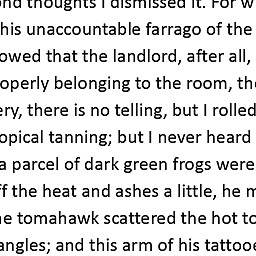 ond thoughts I dismissed it. For w
his unaccountable farrago of the
owed that the landlord, after all,
operly belonging to the room, the
ery, there is no telling, but I rolled
opical tanning; but I never heard
a parcel of dark green frogs were
ff the heat and ashes a little, he m
he tomahawk scattered the hot to
angles; and this arm of his tattooe